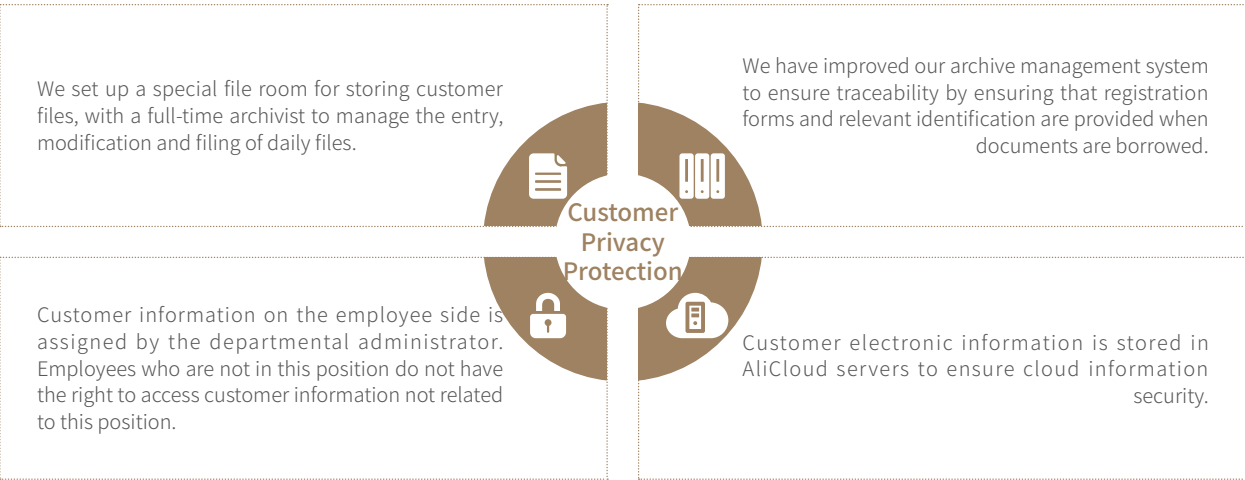 We set up a special file room for storing customer
files, with a full-time archivist to manage the entry,
modification and filing of daily files.
We have improved our archive management system
to ensure traceability by ensuring that registration
forms and relevant identification are provided when
documents are borrowed.
Customer
Privacy
Protection
Customer information on the employee side is
assigned by the departmental administrator.
Employees who are not in this position do not have
the right to access customer information not related
to this position.
Customer electronic information is stored in
AliCloud servers to ensure cloud information
security.